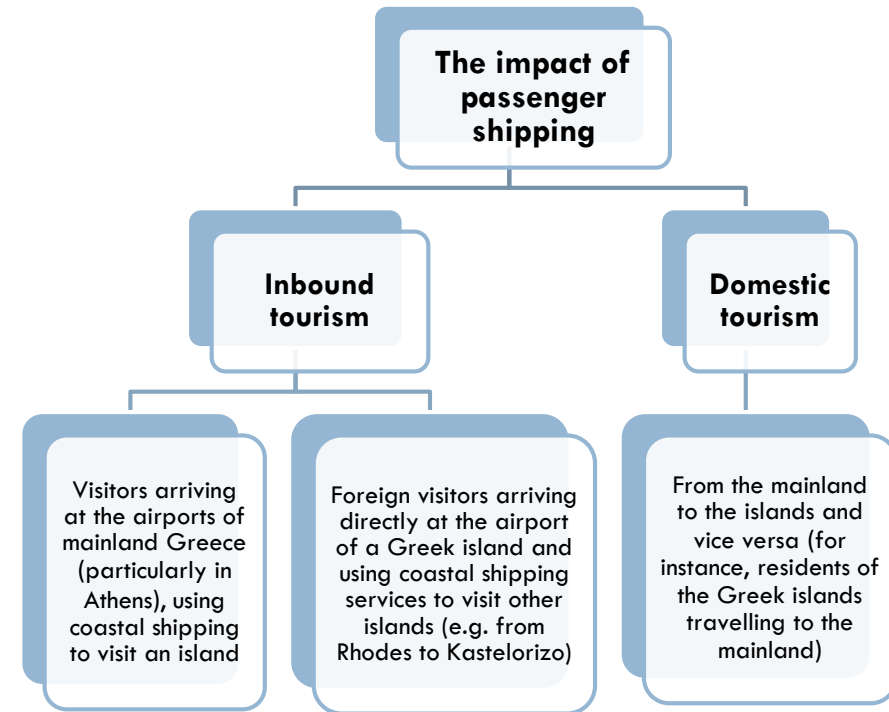 The impact of
passenger
shipping
Inbound
tourism
Domestic
tourism
Visitors arriving
at the airports of
mainland Greece
(particularly in
Athens), using
coastal shipping
to visit an island
Foreign visitors arriving
directly at the airport
of a Greek island and
using coastal shipping
services to visit other
islands (e.g. from
Rhodes to Kastelorizo)
From the mainland
to the islands and
vice versa (for
instance, residents of
the Greek islands
travelling to the
mainland)